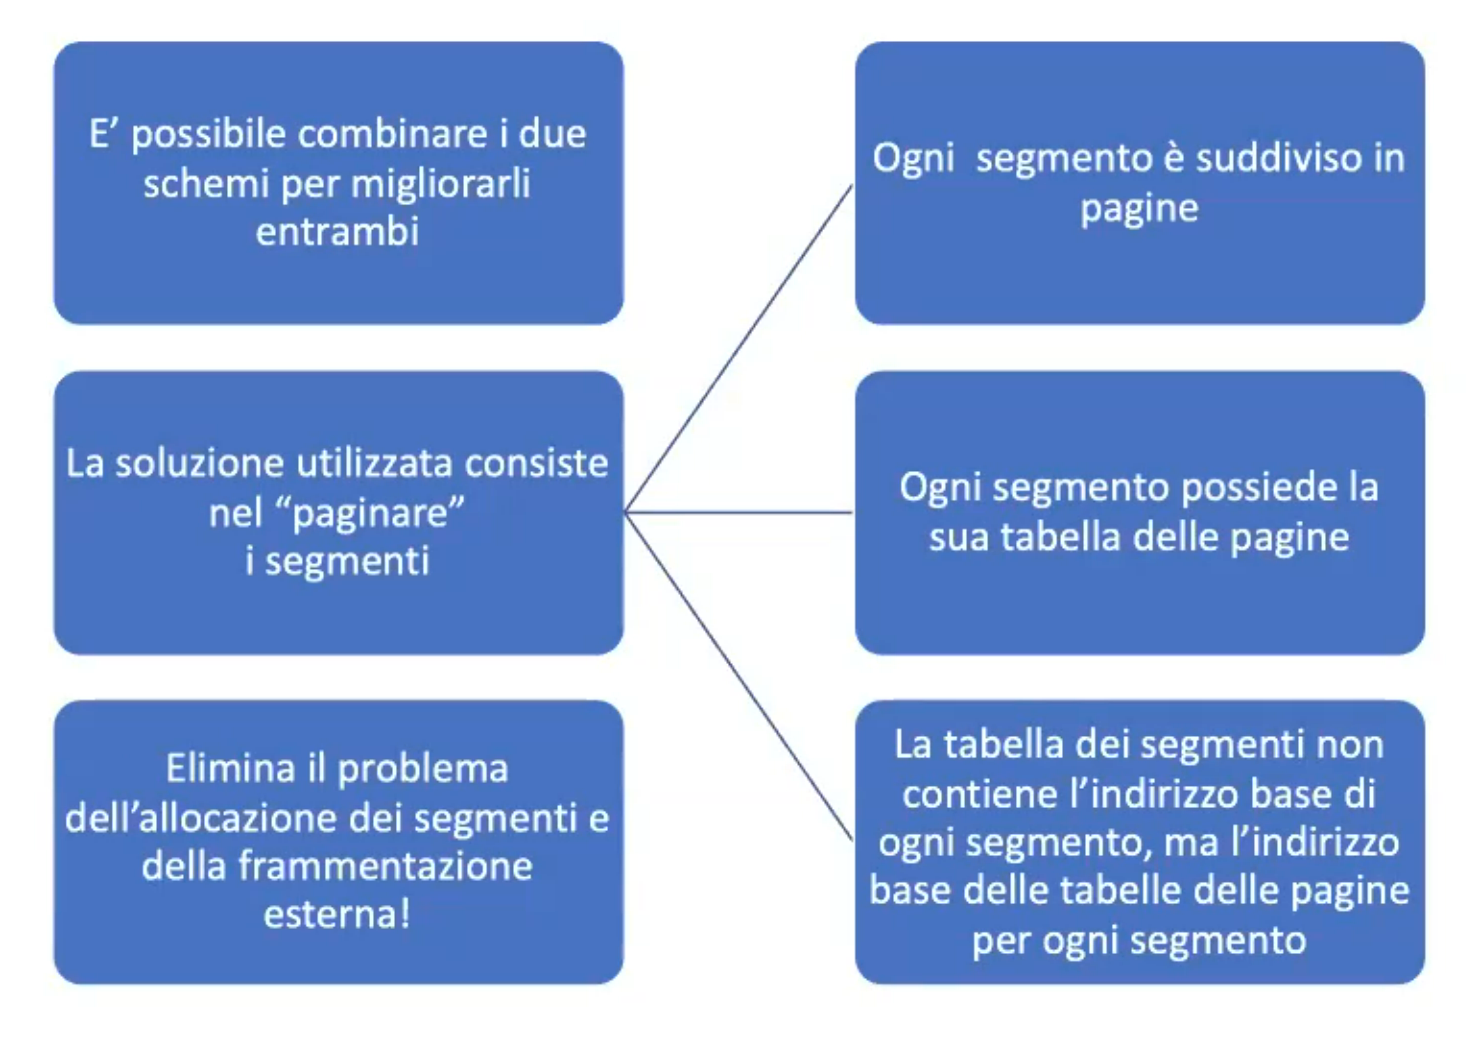 E’ possibile combinare i due
schemi per migliorarli
entrambi
La soluzione utilizzata consiste
nel “paginare”
i segmenti
Ogni  segmento è suddiviso in
pagine
Ogni segmento possiede la
sua tabella delle pagine
La tabella dei segmenti non
contiene l’indirizzo base di
ogni segmento, ma l’indirizzo
base delle tabelle delle pagine
per ogni segmento
Elimina il problema
dell’allocazione dei segmenti e
della frammentazione
esterna!